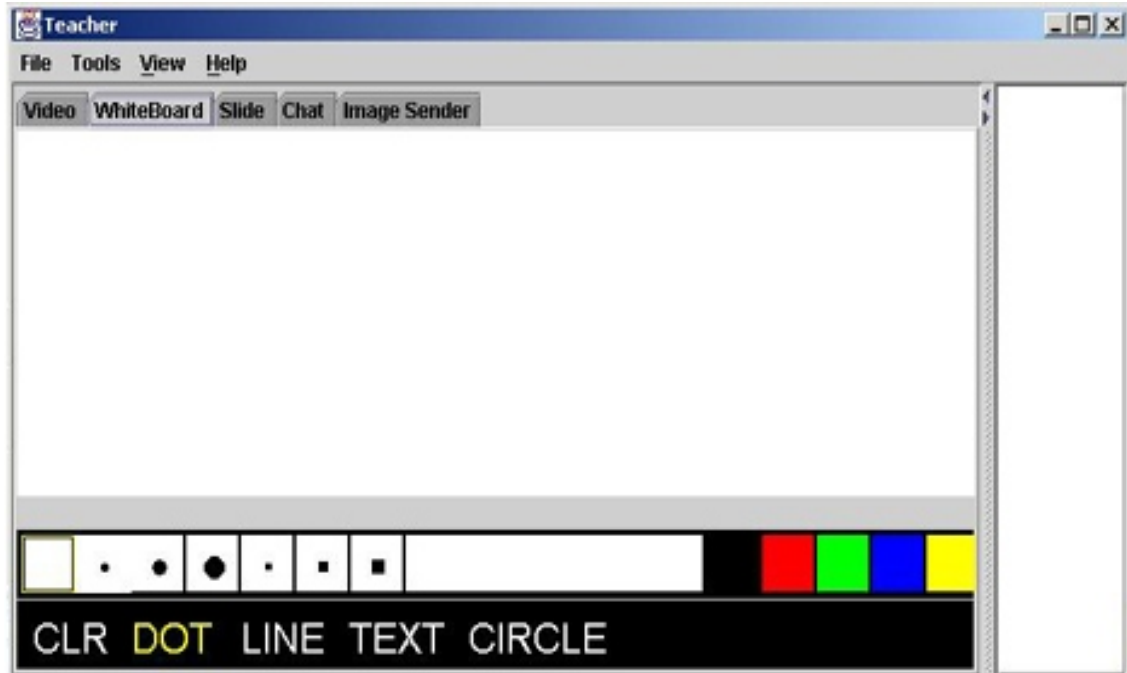 Teacher
File Tools View Help
Video WhiteBoard Slide Chat Image Sender
CLR DOT LINE TEXT CIRCLE